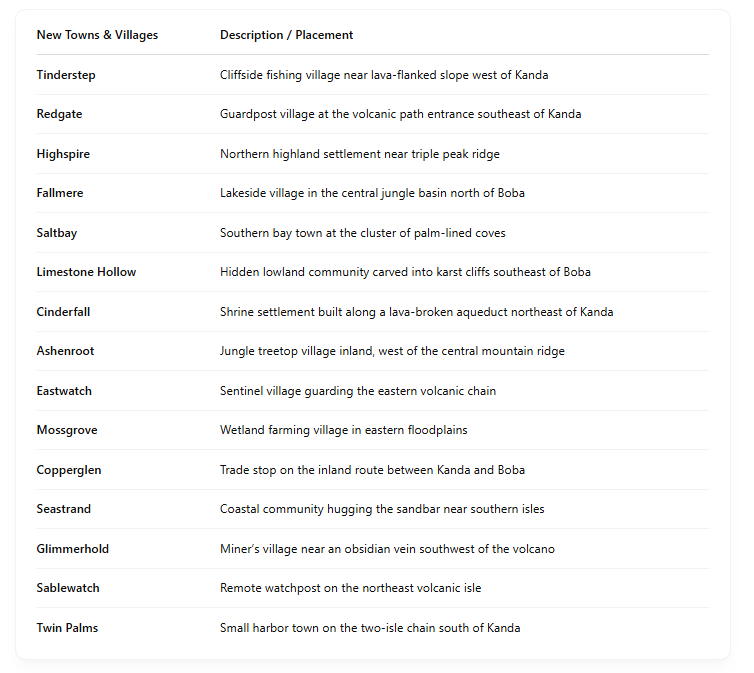 New Towns & Villages Description / Placement
Tinderstep Cliffside fishing village near lava-flanked slope west of Kanda
Redgate Guardpost village at the volcanic path entrance southeast of Kanda
Highspire Northern highland settlement near triple peak ridge
Fallmere Lakeside village in the central jungle basin north of Boba
Saltbay Southern bay town at the cluster of palm-lined coves
Limestone Hollow Hidden lowland community carved into karst cliffs southeast of Boba
Cinderfall Shrine settlement built along a lava-broken aqueduct northeast of Kanda
Ashenroot Jungle treetop village inland, west of the central mountain ridge
Eastwatch Sentinel village guarding the eastern volcanic chain
Mossgrove Wetland farming village in eastern floodplains
Copperglen Trade stop on the inland route between Kanda and Boba
Seastrand Coastal community hugging the sandbar near southern isles
Glimmerhold Miner's village near an obsidian vein southwest of the volcano
Sablewatch Remote watchpost on the northeast volcanic isle
Twin Palms Small harbor town on the two-isle chain south of Kanda